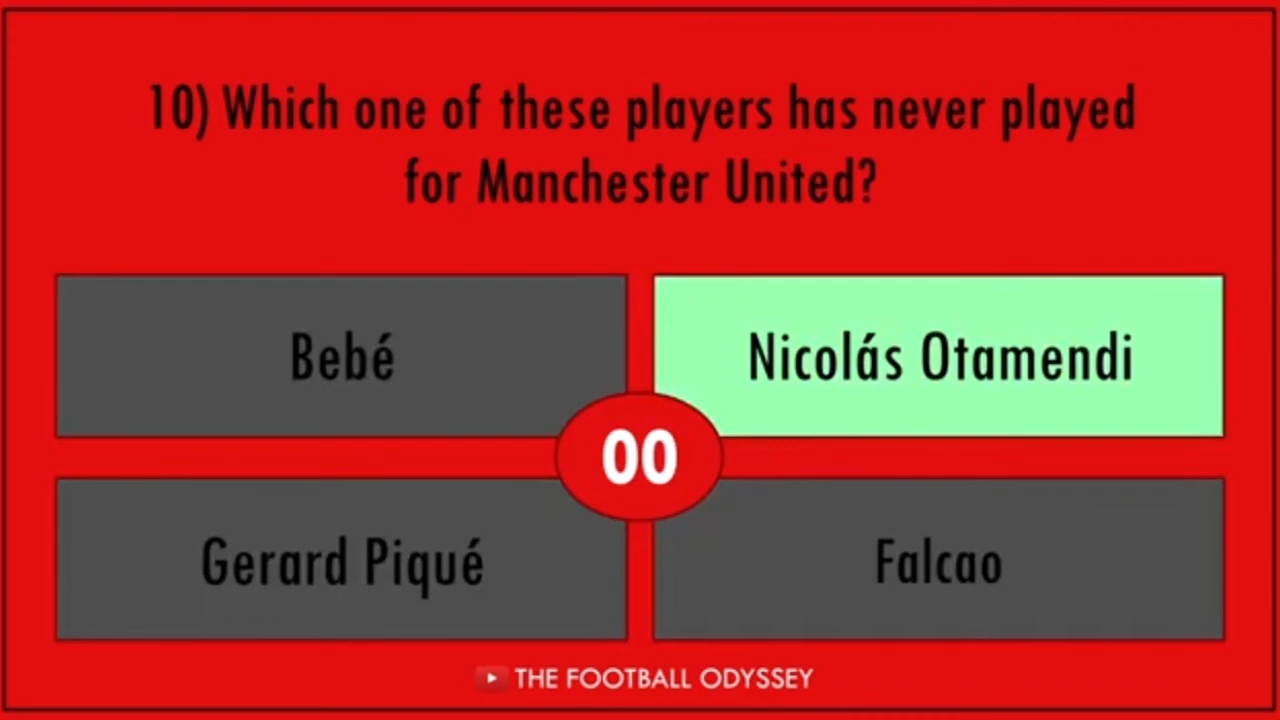 10) Which one of these players has never played
for Manchester United?
Bebé
Nicolás Otamendi
00
Gerard Piqué
Falcao
THE FOOTBALL ODYSSEY